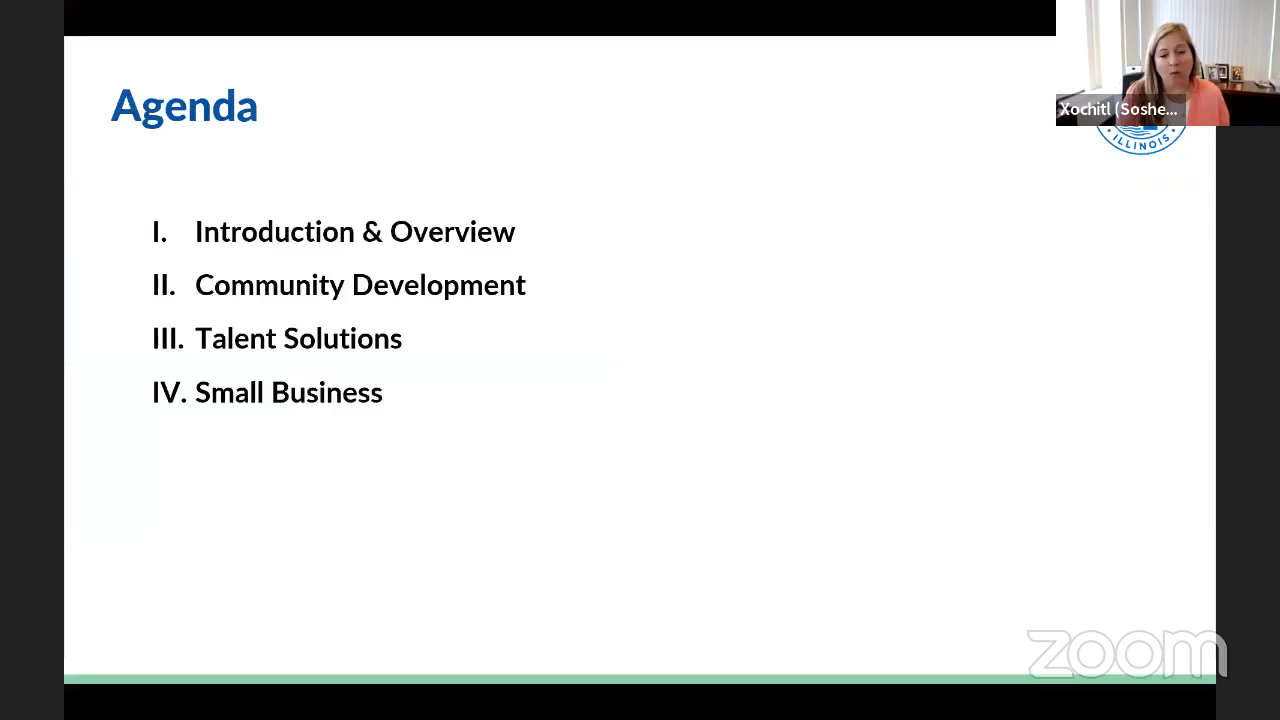 Agenda
Xochitl (Soshe...
ILLINOIS
I. Introduction & Overview
II. Community Development
III. Talent Solutions
IV. Small Business
zoom